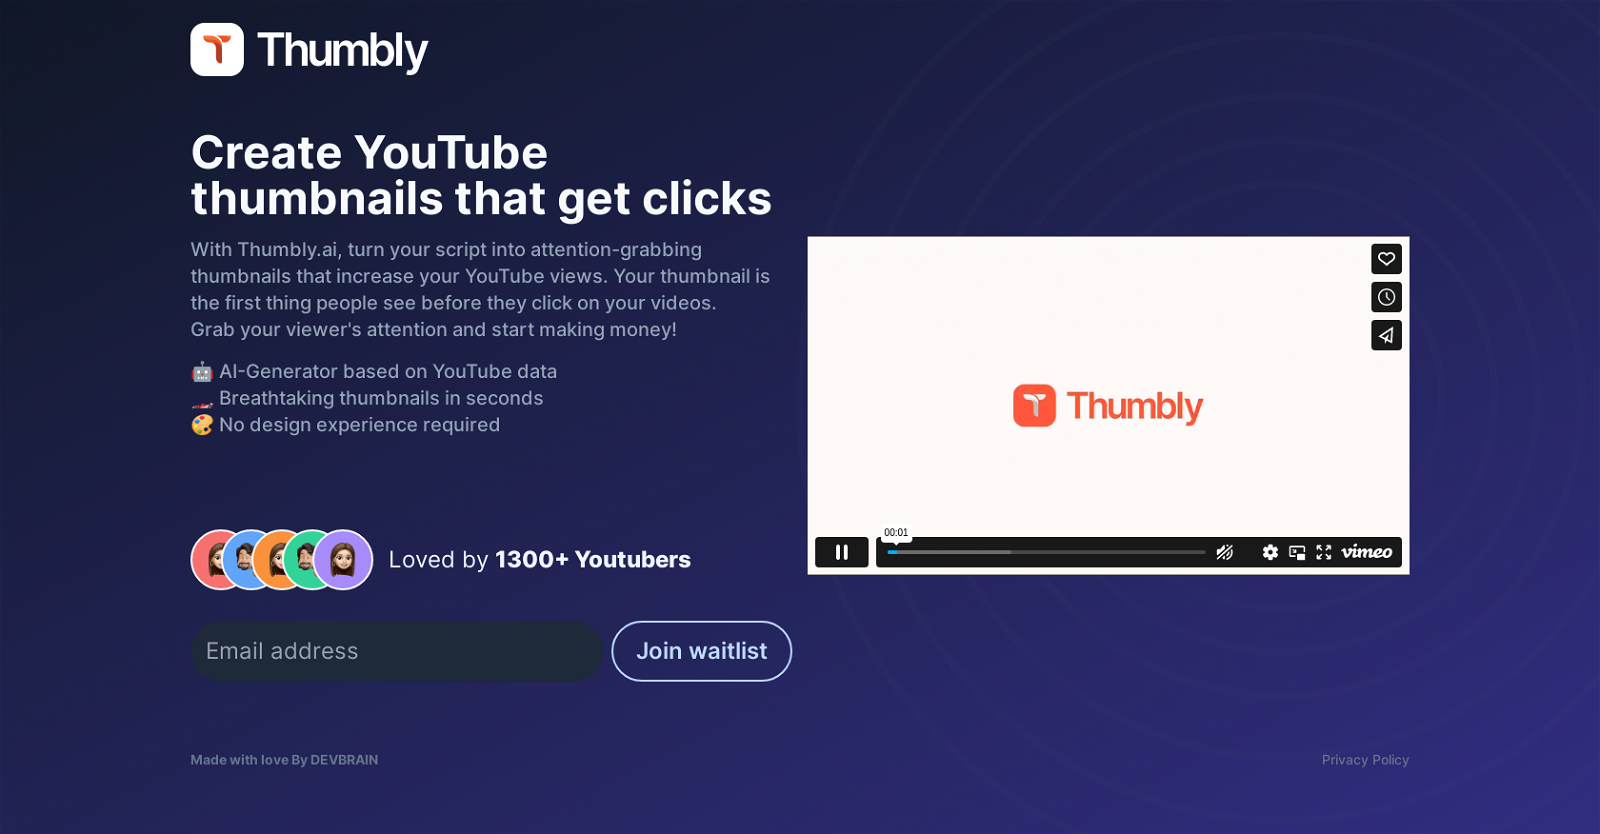 Thumbly
Create YouTube
thumbnails that get clicks
With Thumbly.ai, turn your script into attention-grabbing
thumbnails that increase your YouTube views. Your thumbnail is
the first thing people see before they click on your videos.
Grab your viewer's attention and start making money!
🤖 AI-Generator based on YouTube data
🏎️ Breathtaking thumbnails in seconds
🎨 No design experience required
Loved by 1300+ Youtubers
Email address
Join waitlist
Thumbly
00:01
vimeo
Made with love By DEVBRAIN
Privacy Policy